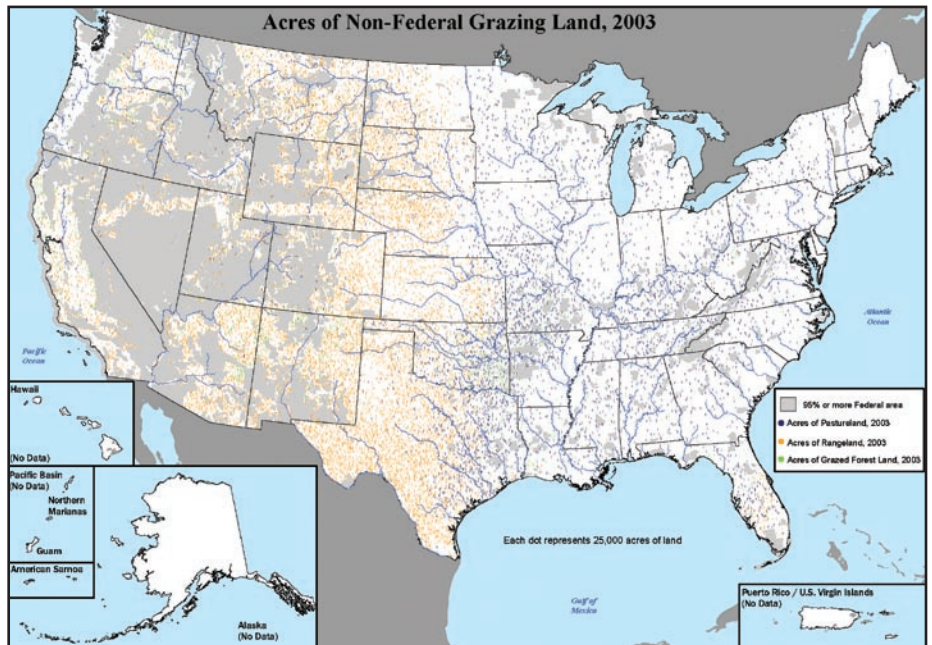 Acres of Non-Federal Grazing Land, 2003
Pacific
Ocean
Atlantic
Ocean
Hawaii
(No Data)
Pacific Basin
(No Data)
Northern
Marianas
Guam
American Samoa
Alaska
(No Data)
95% or more Federal area
Acres of Pastureland, 2003
Acres of Rangeland, 2003
Acres of Grazed Forest Land, 2003
Each dot represents 25,000 acres of land
Gulf of
Mexico
Puerto Rico / U.S. Virgin Islands
(No Data)